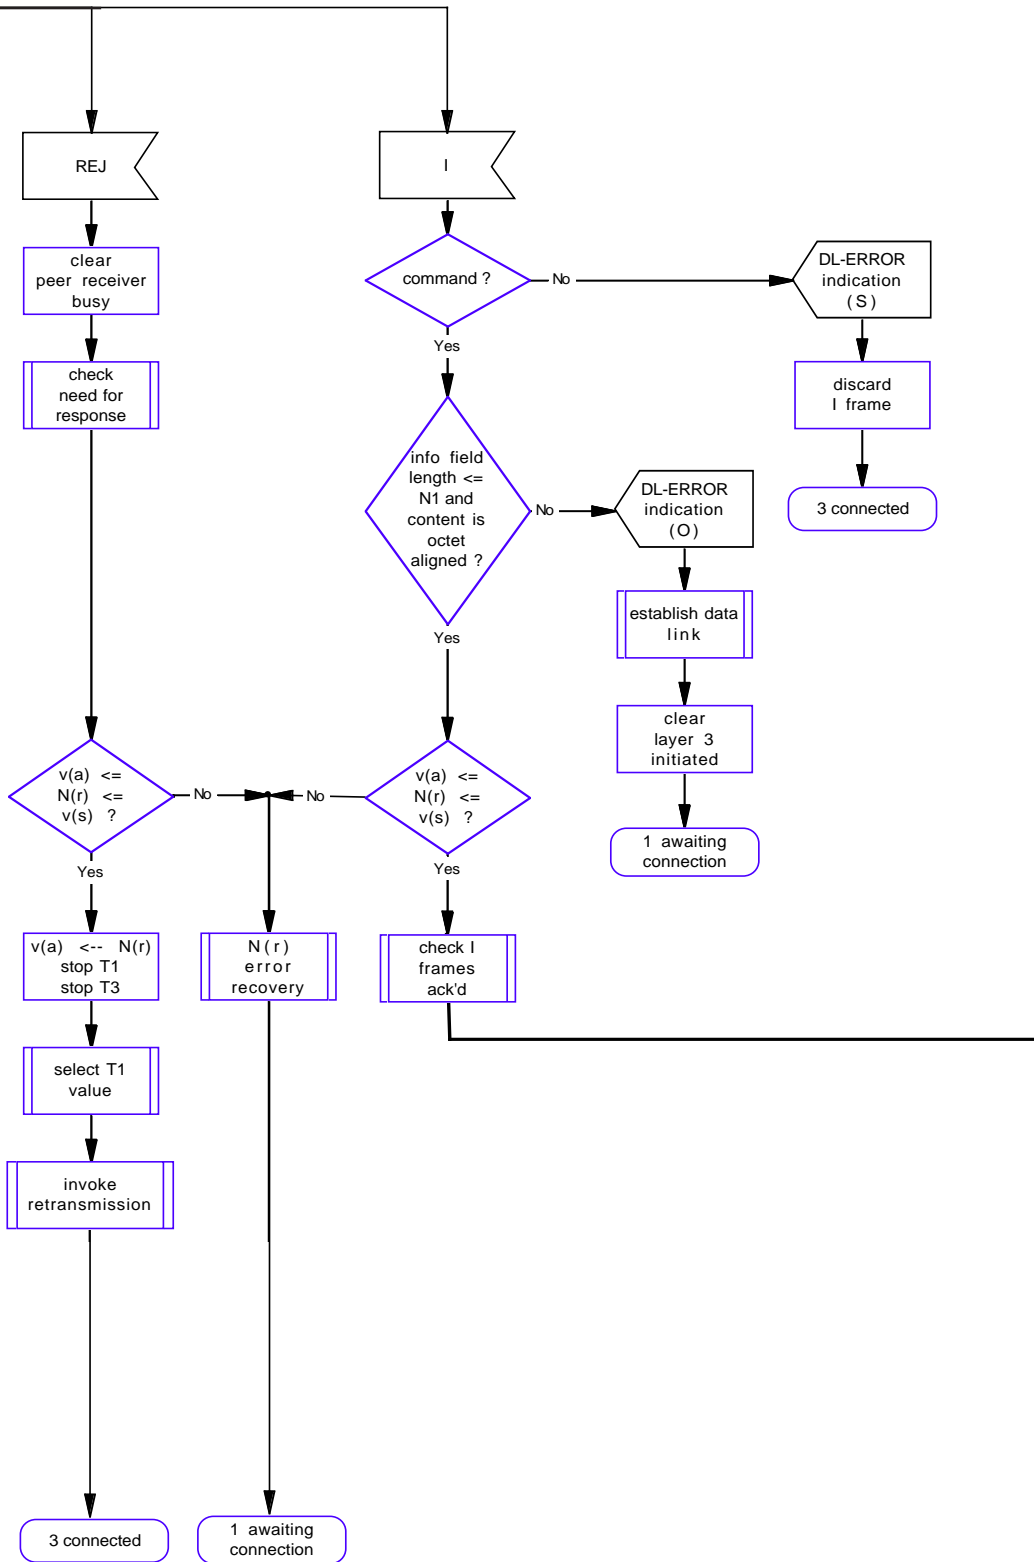 REJ
clear
peer receiver
busy
check
need for
response
v(a) <=
N(r) <=
v(s) ?
No
Yes
v(a) <-- N(r)
stop T1
stop T3
select T1
value
invoke
retransmission
3 connected
N(r)
error
recovery
1 awaiting
connection
I
command ?
No
Yes
info field
length <=
N1 and
content is
octet
aligned ?
No
Yes
v(a) <=
N(r) <=
v(s) ?
No
Yes
check I
frames
ack'd
DL-ERROR
indication
(O)
establish data
link
clear
layer 3
initiated
1 awaiting
connection
DL-ERROR
indication
(S)
discard
I frame
3 connected